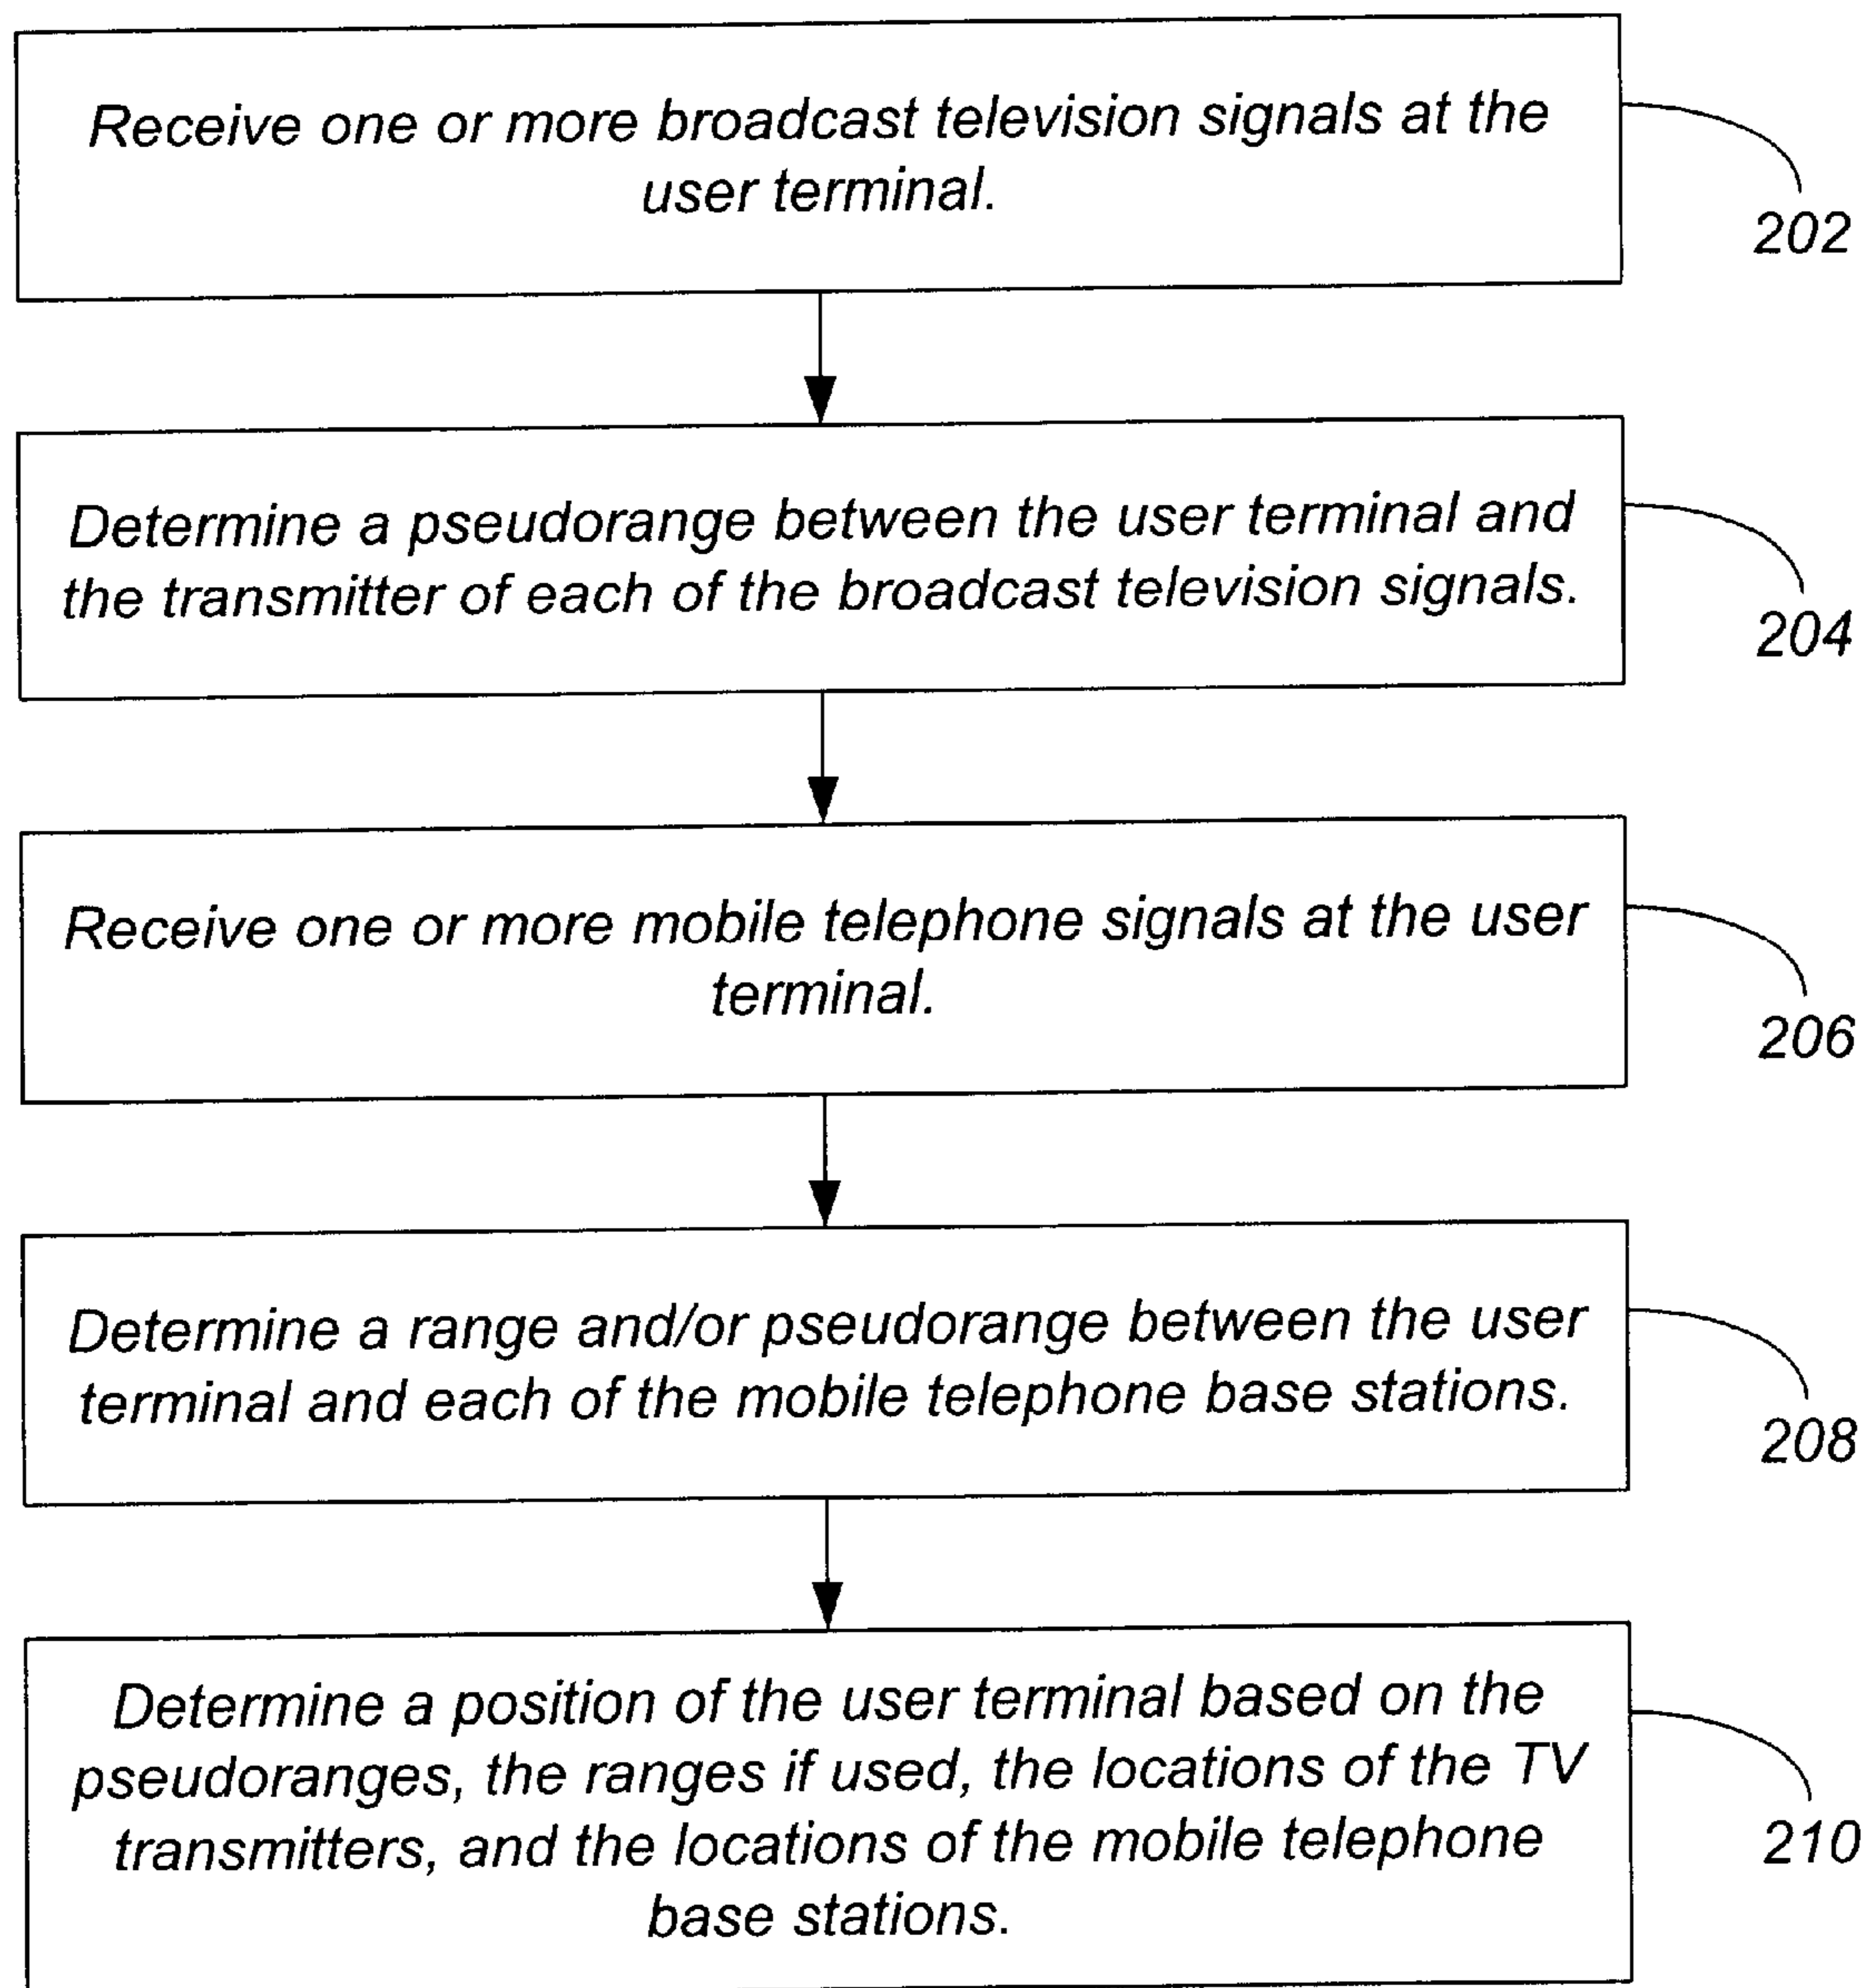 Receive one or more broadcast television signals at the
user terminal.
202
Determine a pseudorange between the user terminal and
the transmitter of each of the broadcast television signals.
204
Receive one or more mobile telephone signals at the user
terminal.
206
Determine a range and/or pseudorange between the user
terminal and each of the mobile telephone base stations.
208
Determine a position of the user terminal based on the
pseudoranges, the ranges if used, the locations of the TV
transmitters, and the locations of the mobile telephone
base stations.
210